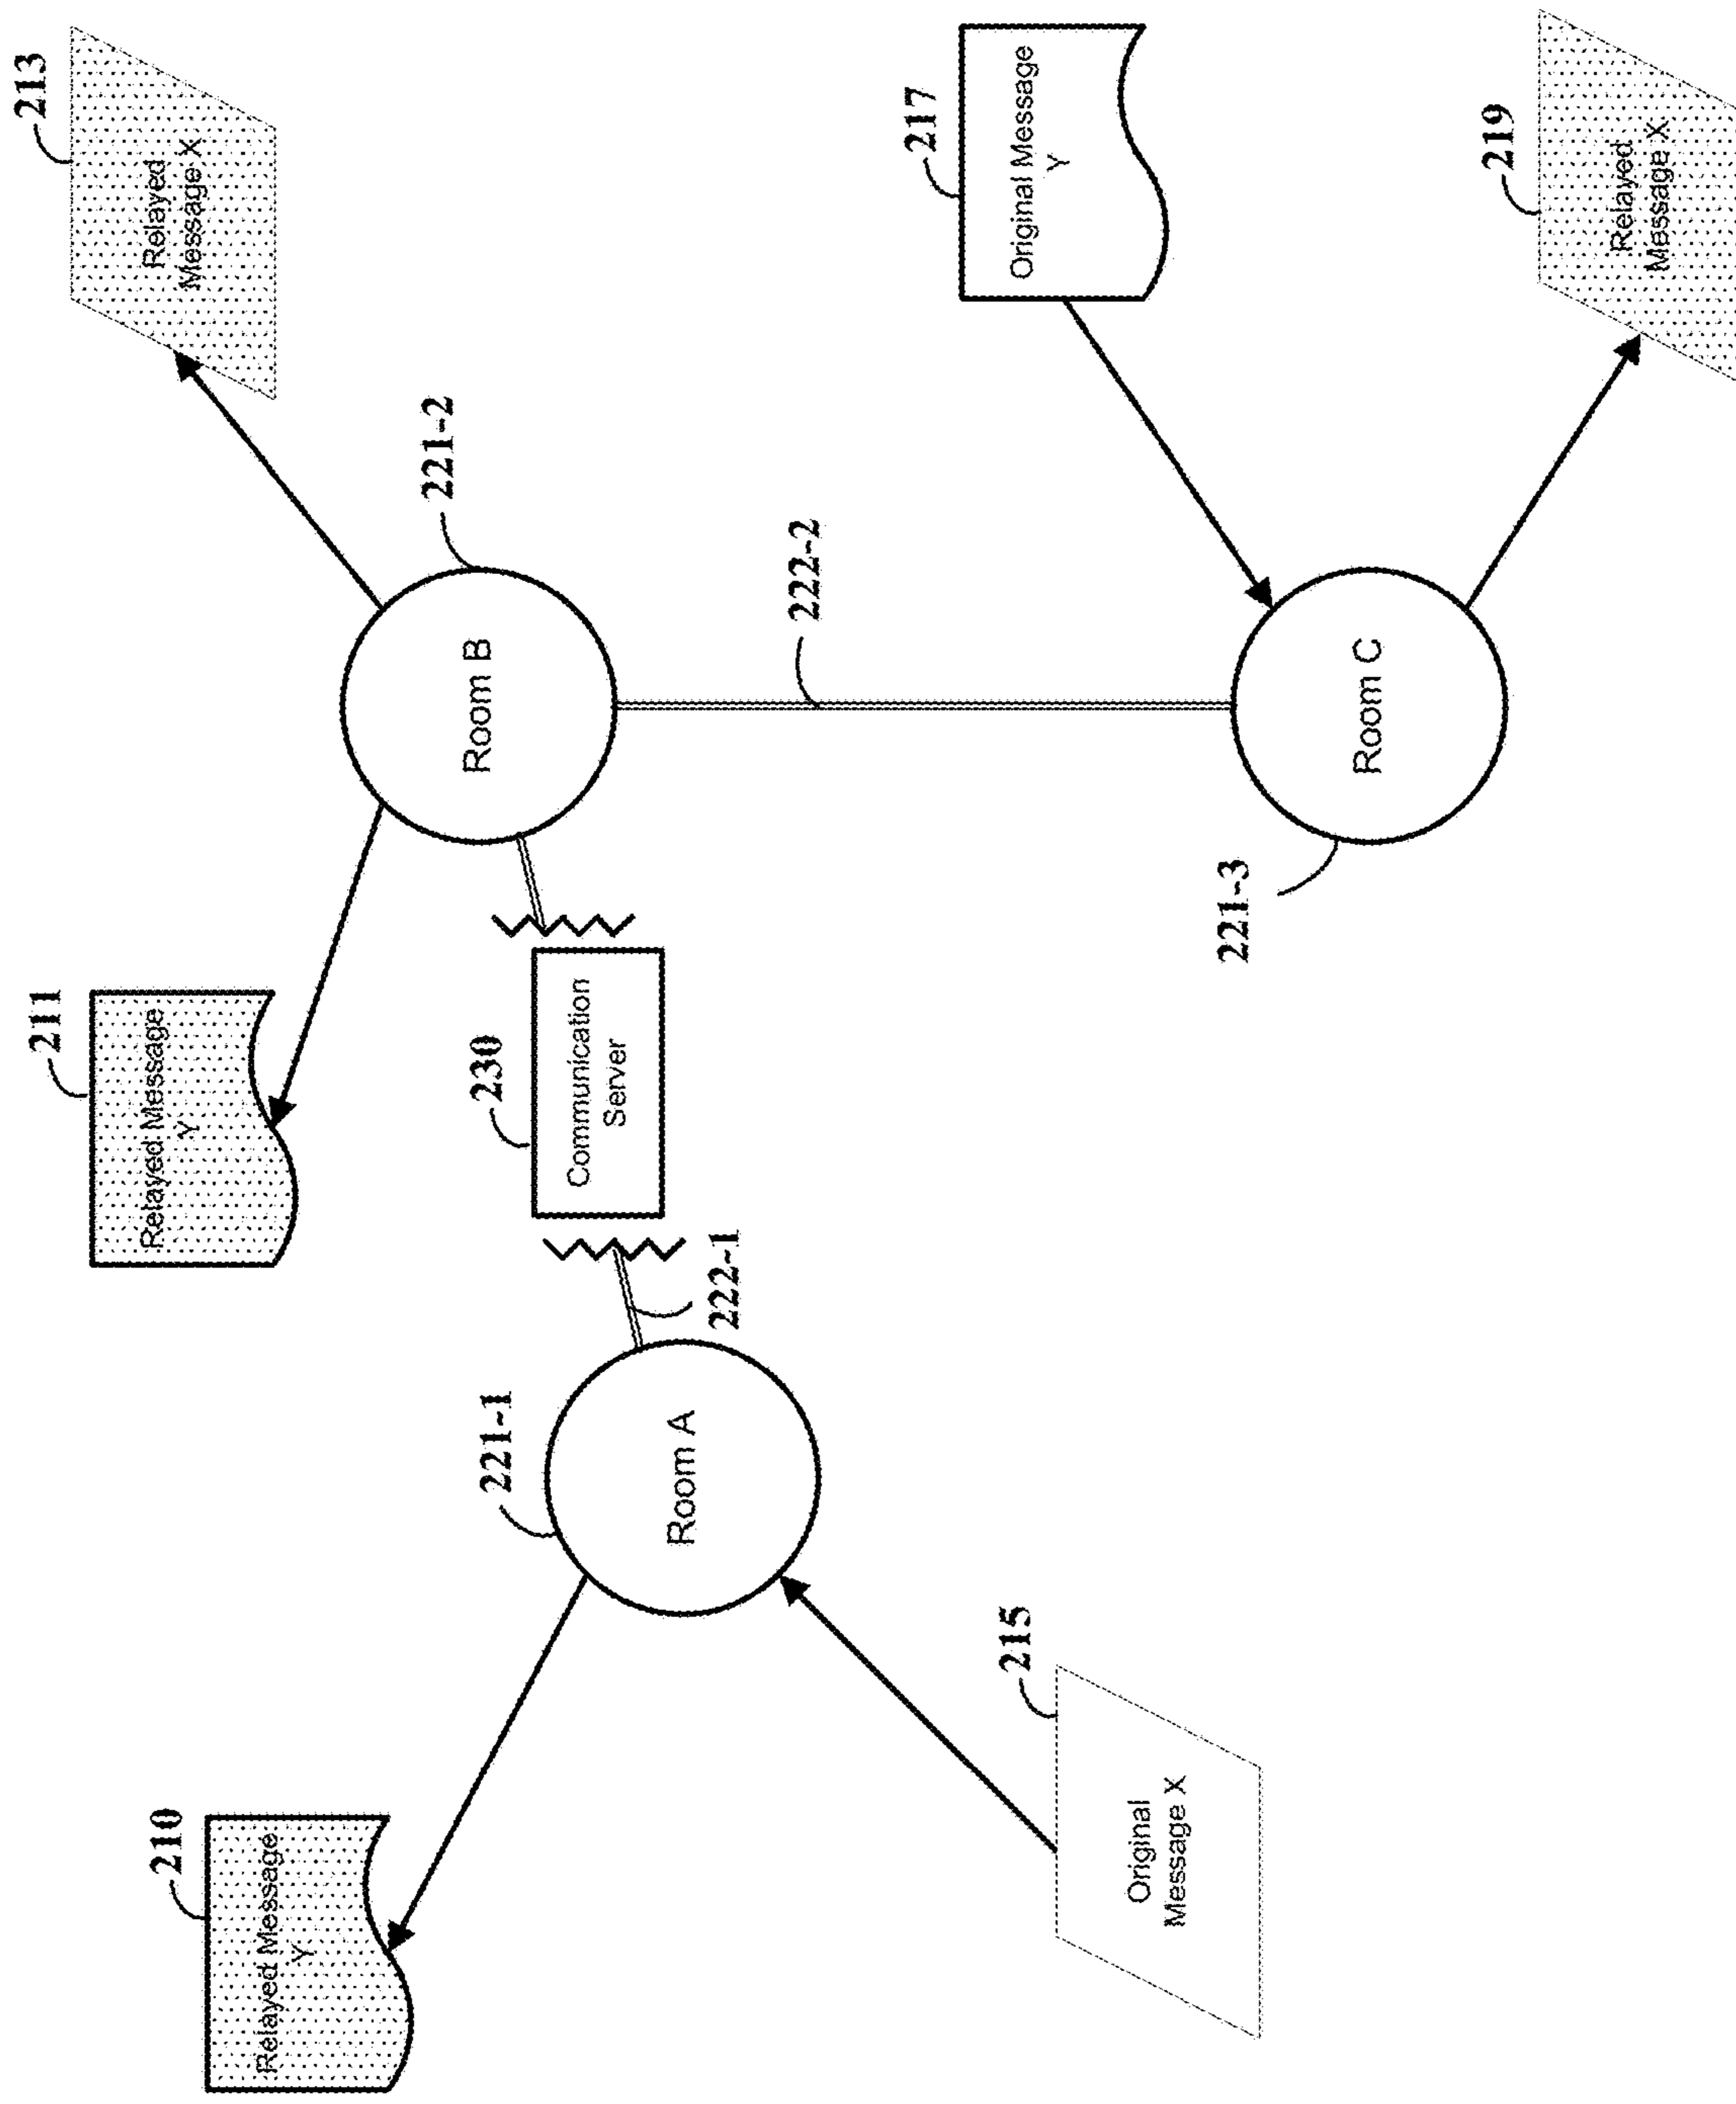 210
Relayed Message
Y
211
Relayed Message
Y
213
Relayed
Message X
221-1
Room A
222-1
230
Communication
Server
221-2
Room B
222-2
215
Original
Message X
217
Original Message
Y
221-3
Room C
219
Relayed
Message X